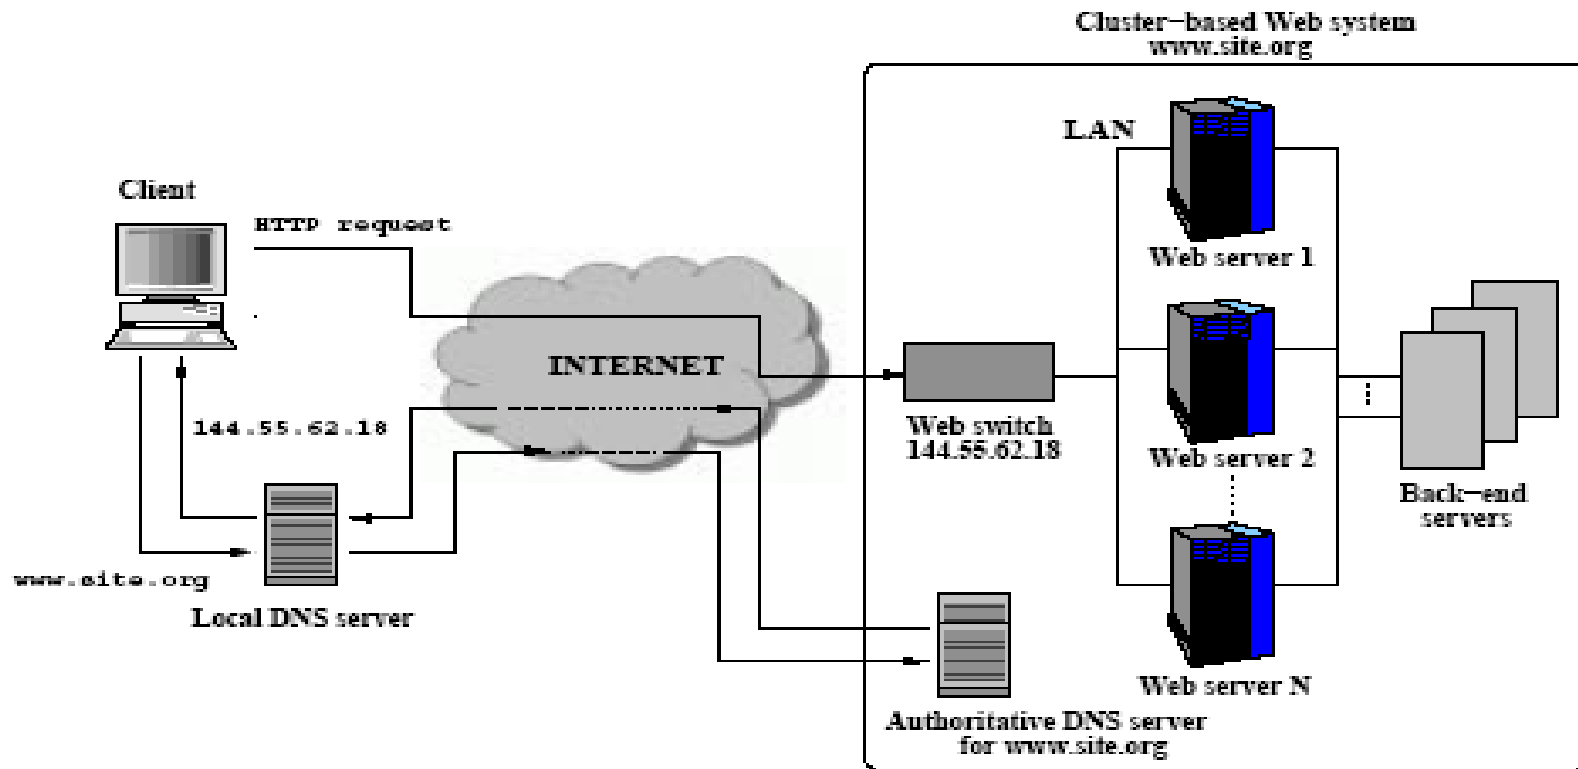 Cluster-based Web system
www.site.org
LAN
Client
HTTP request
Web server 1
INTERNET
144.55.62.18
Web switch
144.55.62.18
Web server 2
Back-end
servers
www.site.org
Local DNS server
Web server N
Authoritative DNS server
for www.site.org